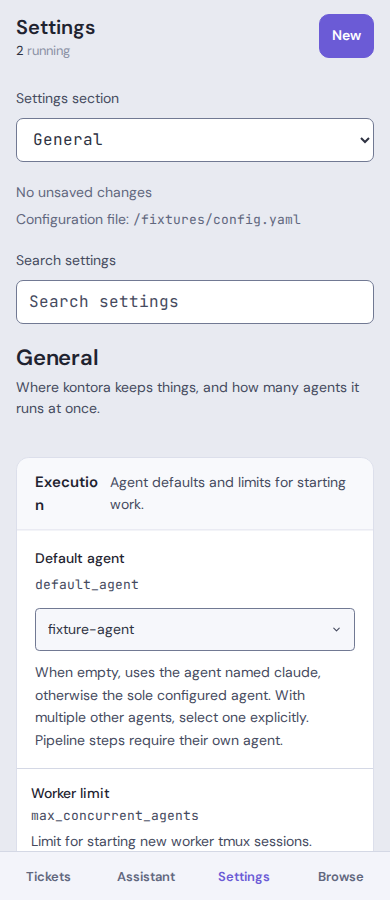 Settings
New
2 running
Settings section
General
No unsaved changes
Configuration file: /fixtures/config.yaml
Search settings
Search settings
General
Where kontora keeps things, and how many agents it
runs at once.
Executio
n
Agent defaults and limits for starting
work.
Default agent
default_agent
fixture-agent
When empty, uses the agent named claude,
otherwise the sole configured agent. With
multiple other agents, select one explicitly.
Pipeline steps require their own agent.
Worker limit
max_concurrent_agents
Limit for starting new worker tmux sessions.
Tickets Assistant Settings Browse